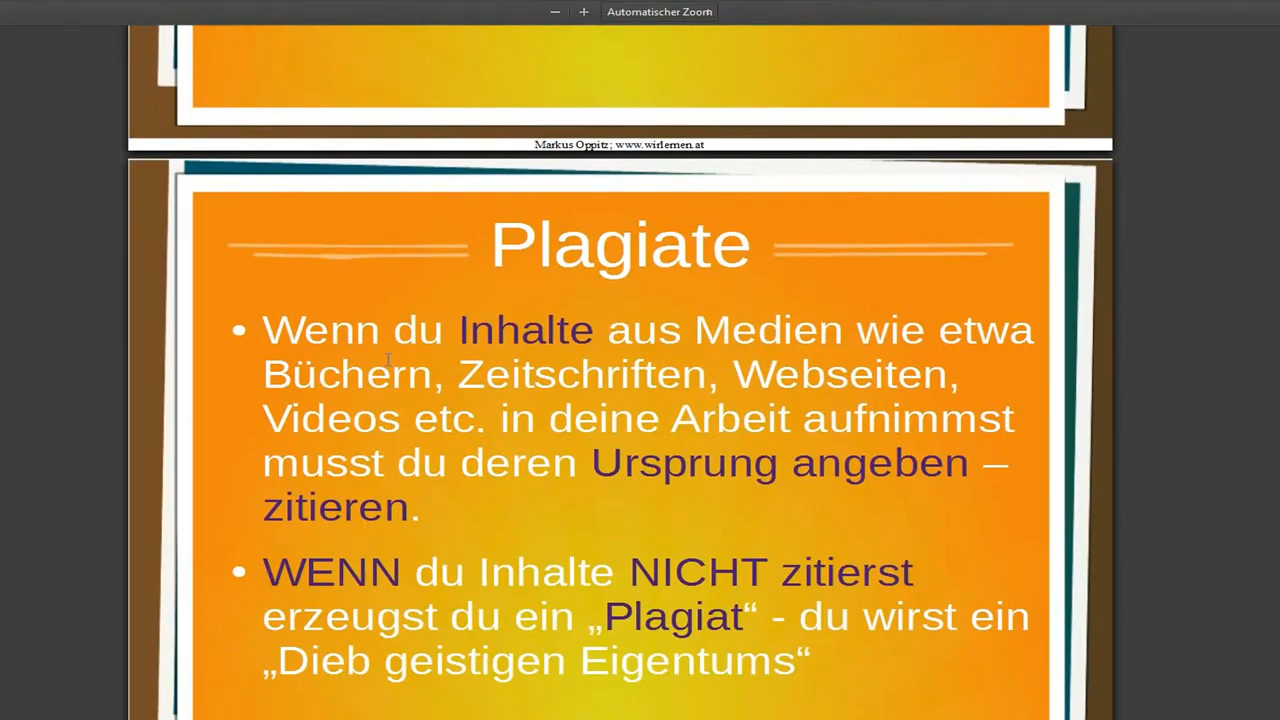 Automatischer Zoom
Markus Oppitz; www.wirlernen.at
Plagiate
• Wenn du Inhalte aus Medien wie etwa
Büchern, Zeitschriften, Webseiten,
Videos etc. in deine Arbeit aufnimmst
musst du deren Ursprung angeben –
zitieren.
• WENN du Inhalte NICHT zitierst
erzeugst du ein „Plagiat“ - du wirst ein
„Dieb geistigen Eigentums“